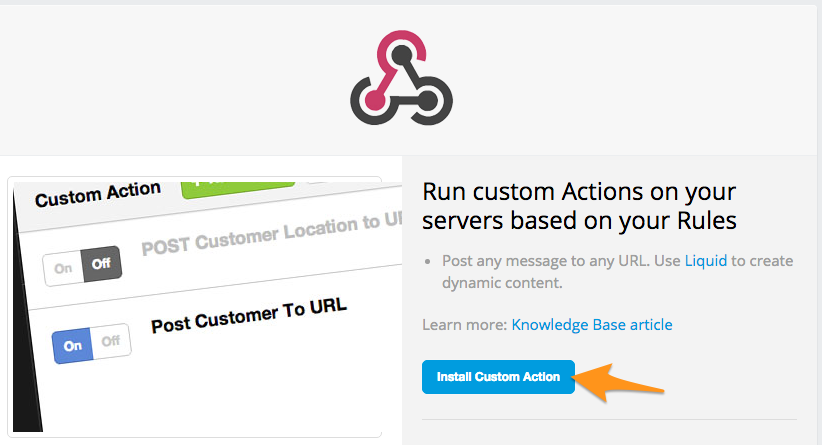 Custom Action
POST Customer Location to
On Off
Post Customer To URL
On Off
Run custom Actions on your
servers based on your Rules
• Post any message to any URL. Use Liquid to create
dynamic content.
Learn more: Knowledge Base article
Install Custom Action